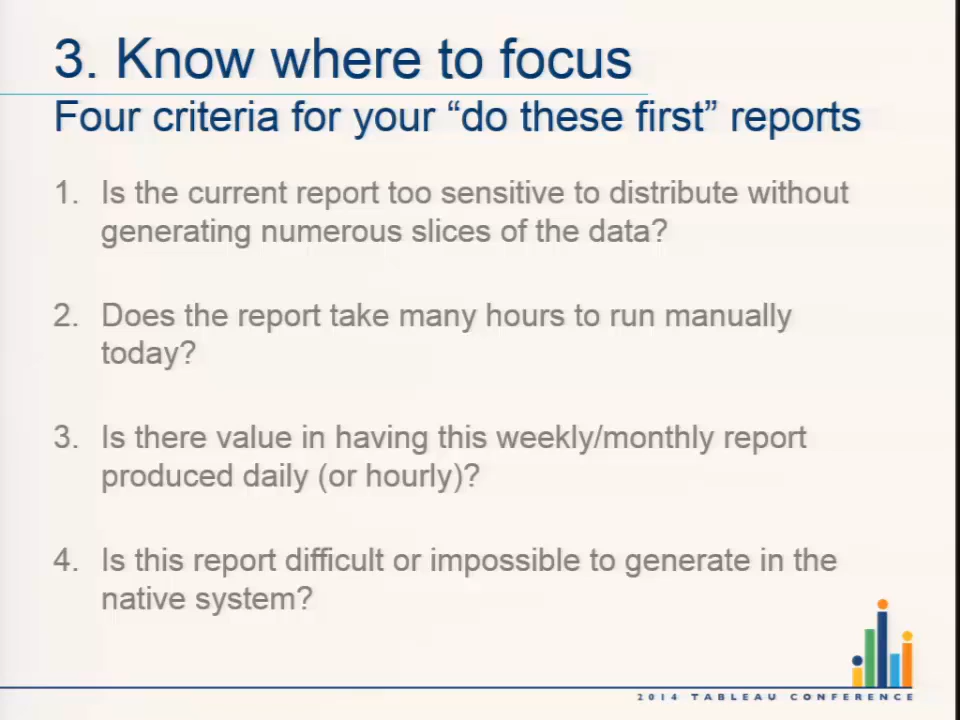 3. Know where to focus
Four criteria for your “do these first” reports
1. Is the current report too sensitive to distribute without
generating numerous slices of the data?
2. Does the report take many hours to run manually
today?
3. Is there value in having this weekly/monthly report
produced daily (or hourly)?
4. Is this report difficult or impossible to generate in the
native system?
2014 TABLEAU CONFERENCE